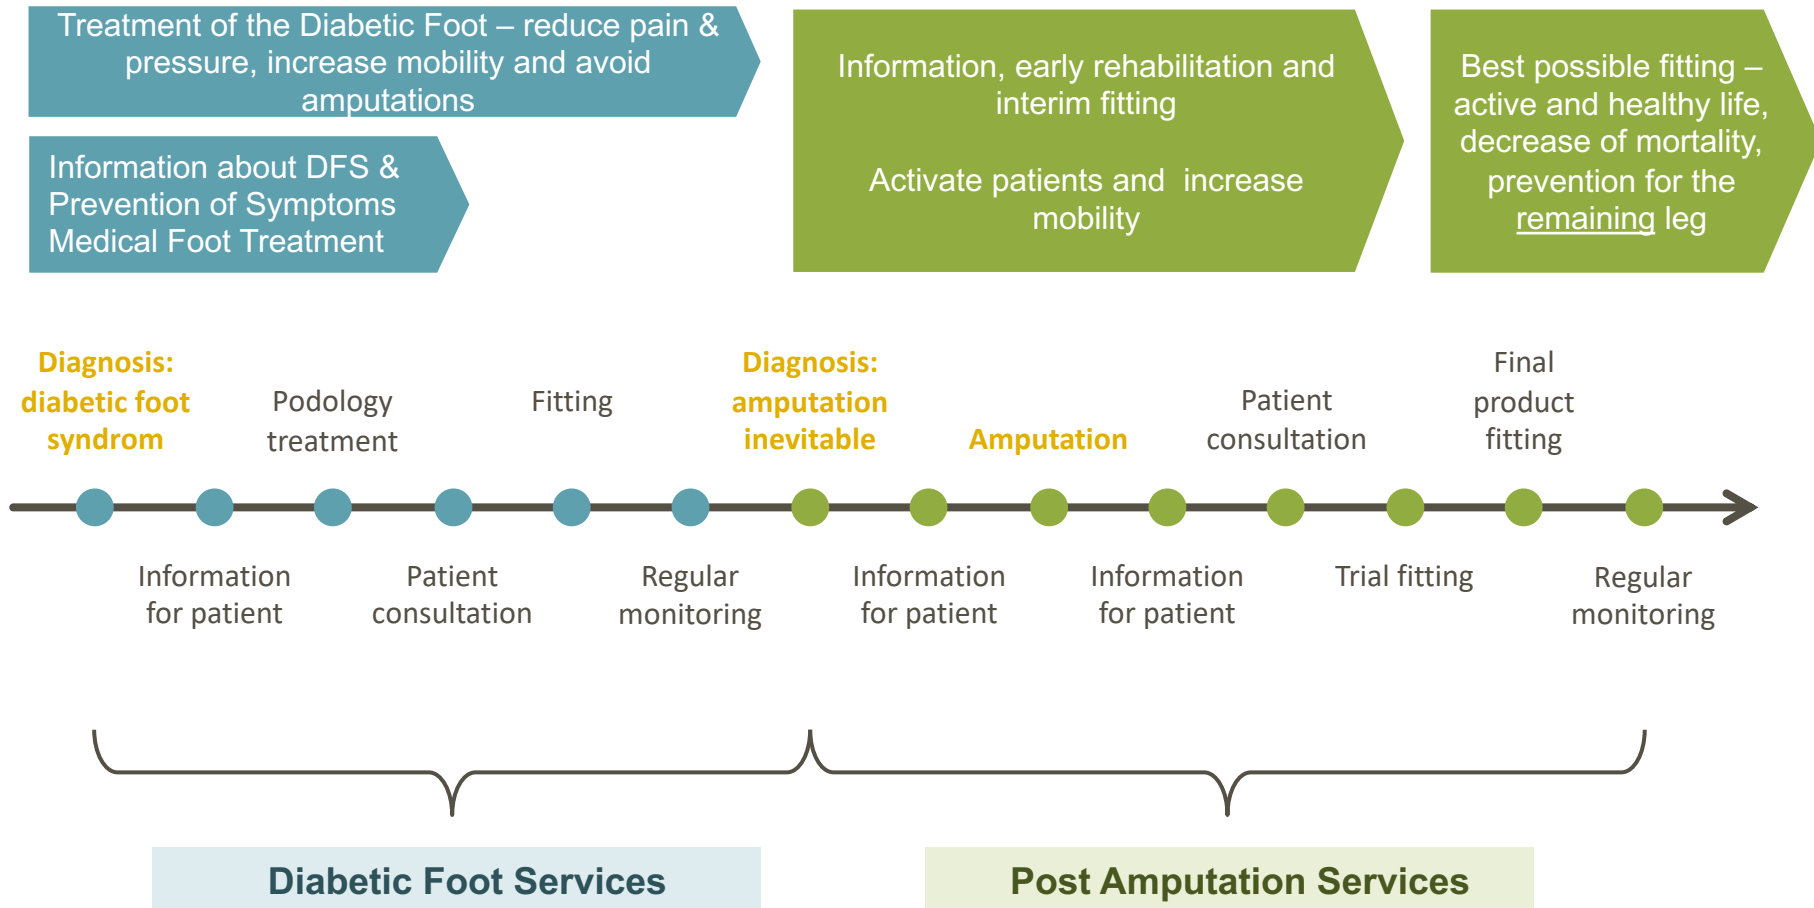 Treatment of the Diabetic Foot – reduce pain &
pressure, increase mobility and avoid
amputations
Information about DFS &
Prevention of Symptoms
Medical Foot Treatment
Information, early rehabilitation and
interim fitting
Activate patients and increase
mobility
Best possible fitting –
active and healthy life,
decrease of mortality,
prevention for the
remaining leg
Diagnosis:
diabetic foot
syndrom
Podology
treatment
Fitting
Diagnosis:
amputation
inevitable
Amputation
Patient
consultation
Final
product
fitting
Information
for patient
Patient
consultation
Regular
monitoring
Information
for patient
Information
for patient
Trial fitting
Regular
monitoring
Diabetic Foot Services
Post Amputation Services